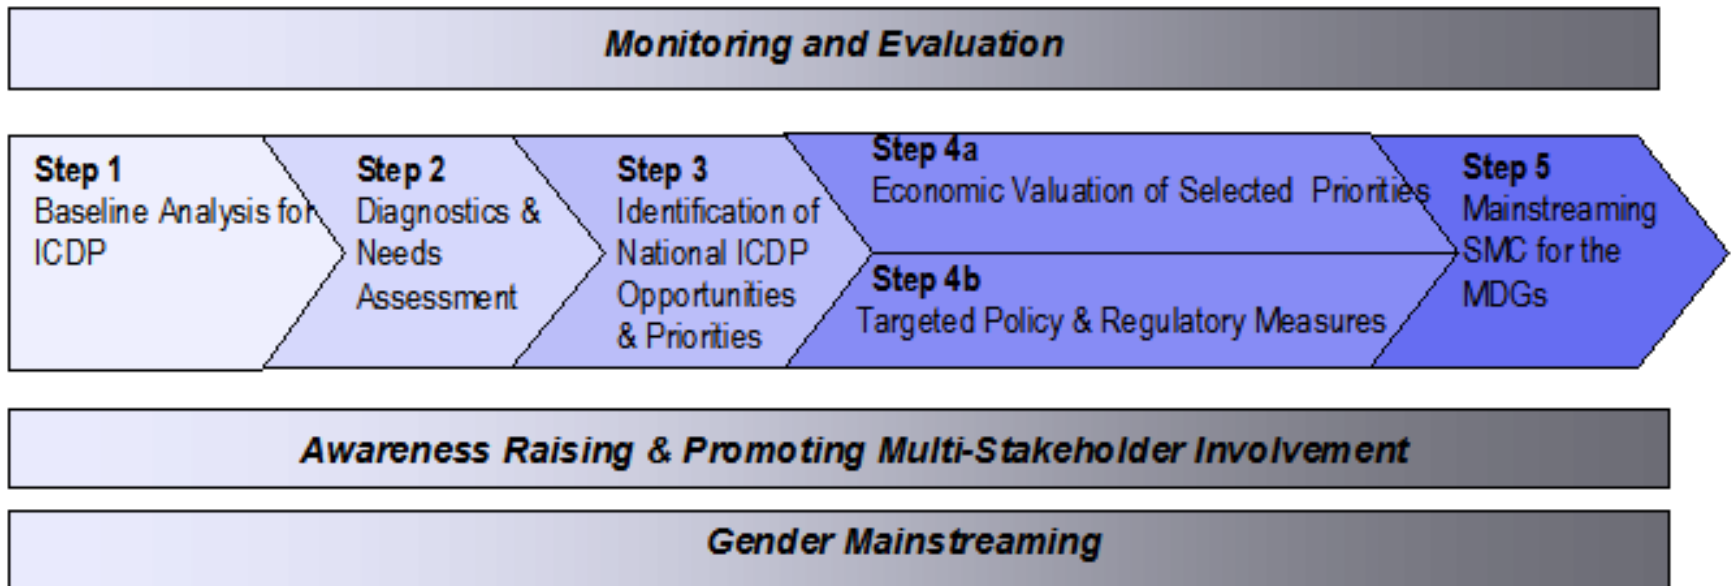 Monitoring and Evaluation
Step 1
Baseline Analysis for
ICDP
Step 2
Diagnostics &
Needs
Assessment
Step 3
Identification of
National ICDP
Opportunities
& Priorities
Step 4a
Economic Valuation of Selected Priorities
Step 4b
Targeted Policy & Regulatory Measures
Step 5
Mainstreaming
SMC for the
MDGs
Awareness Raising & Promoting Multi-Stakeholder Involvement
Gender Mainstreaming